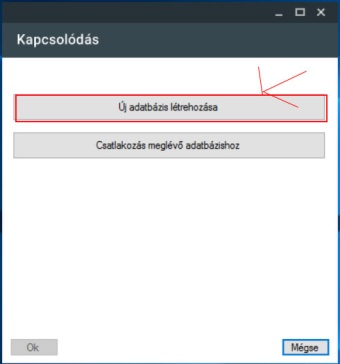 Kapcsolódás
Új adatbázis létrehozása
Csatlakozás meglévő adatbázishoz
Ok
Mégse